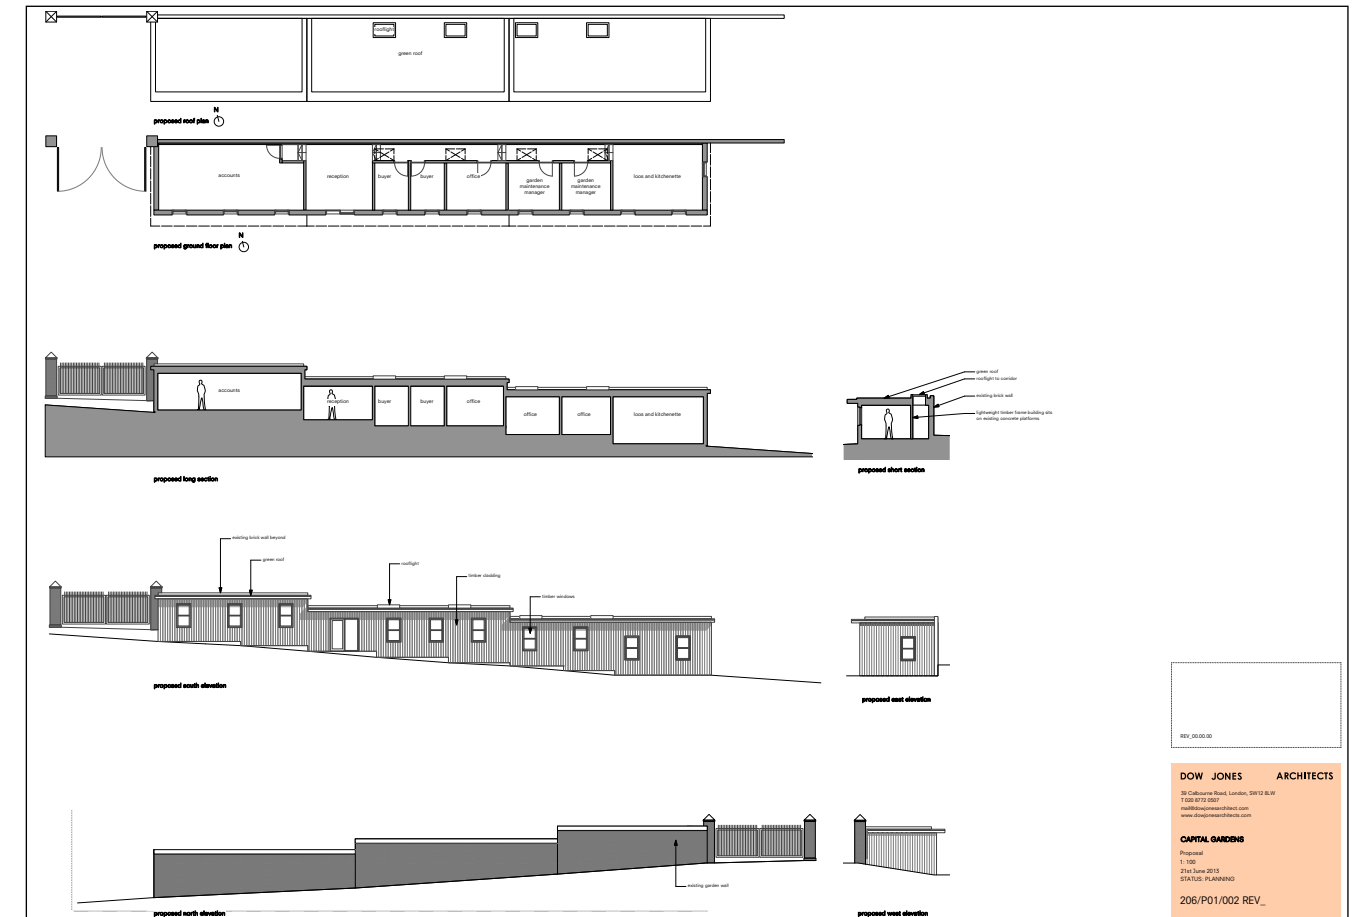 rooflight
green roof
N
proposed roof plan
accounts
reception
buyer
buyer
office
garden
maintenance
manager
garden
maintenance
manager
loos and kitchenette
N
proposed ground floor plan
accounts
reception
buyer
buyer
office
office
office
loos and kitchenette
proposed long section
green roof
rooflight to corridor
existing brick wall
lightweight timber frame building sits
on existing concrete platforms
proposed short section
existing brick wall beyond
green roof
rooflight
timber cladding
timber windows
proposed south elevation
proposed east elevation
existing garden wall
proposed north elevation
proposed west elevation
REV_00.00.00
DOW JONES ARCHITECTS
39 Calbourne Road, London, SW12 8LW
T 020 8772 0507
mail@dowjonesarchitect.com
www.dowjonesarchitects.com
CAPITAL GARDENS
Proposal
1: 100
21st June 2013
STATUS: PLANNING
206/P01/002 REV_